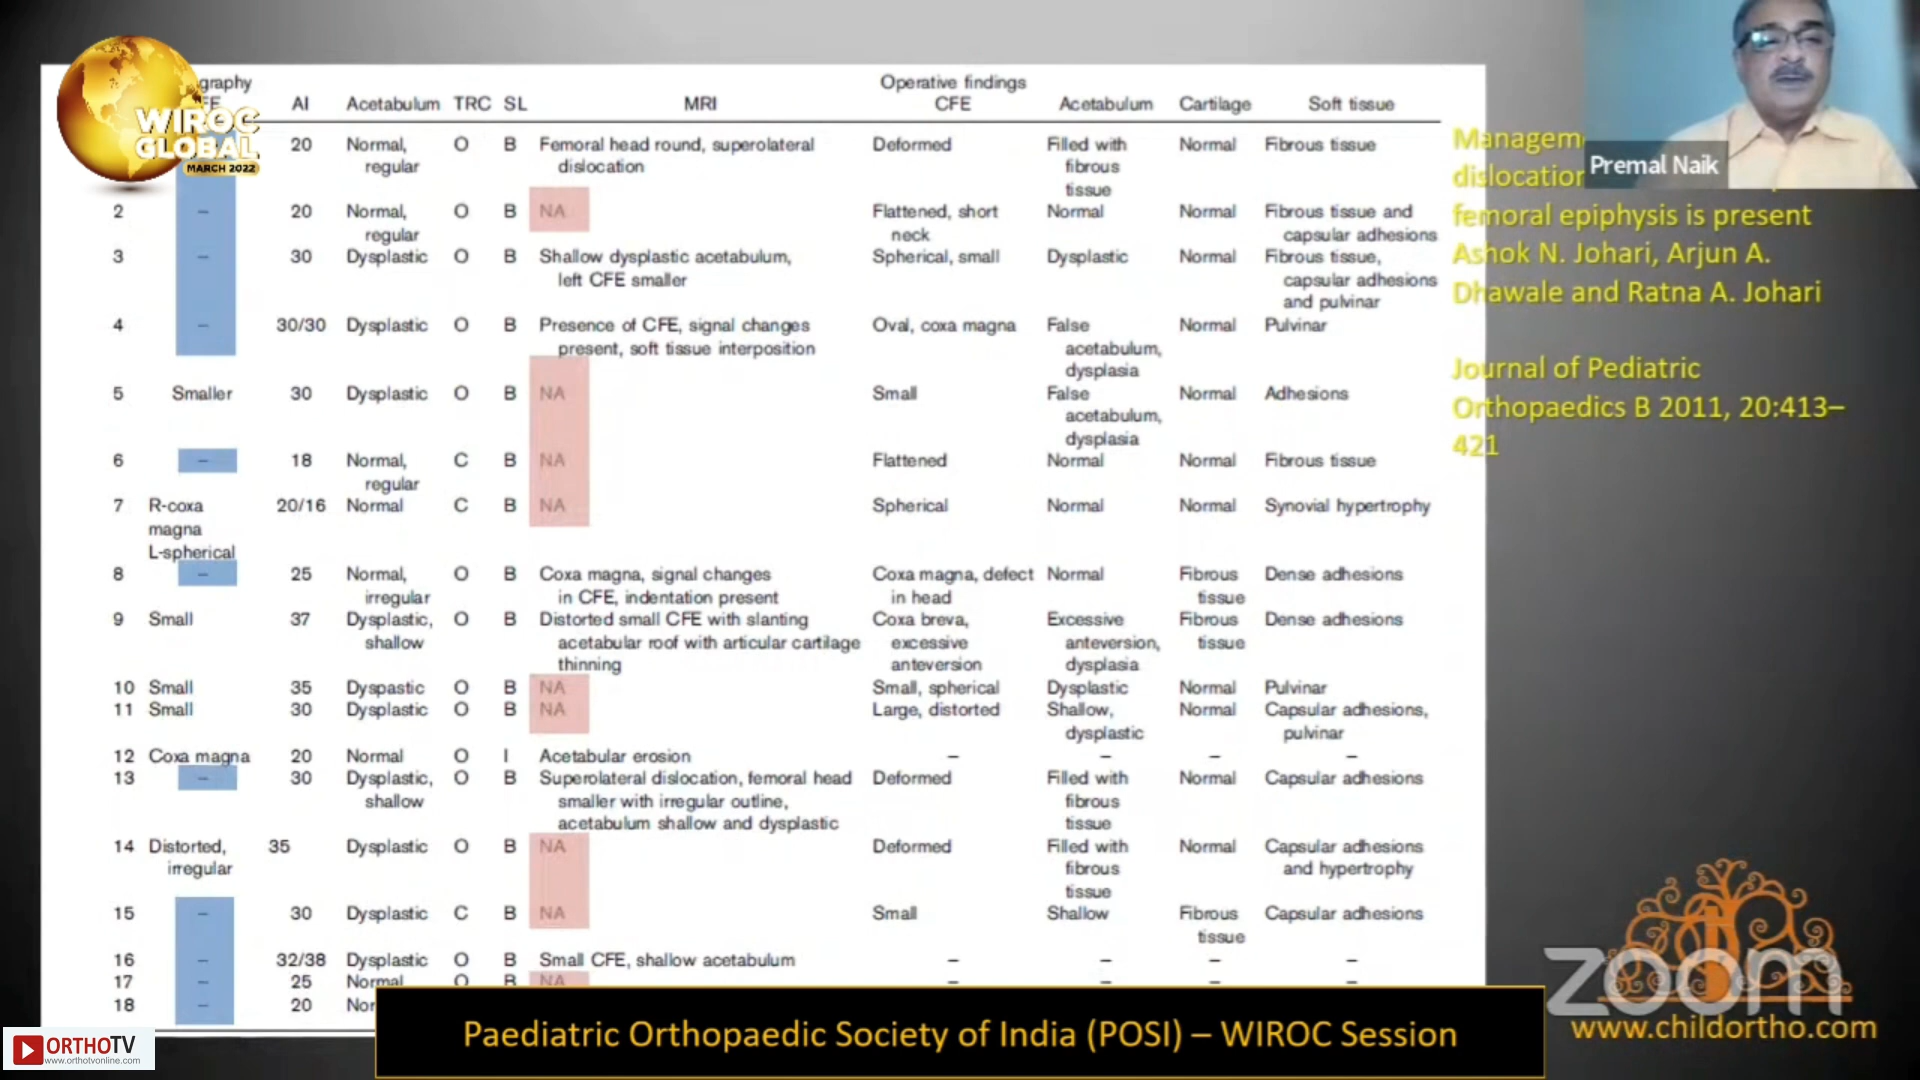 WIROC
GLOBAL
MARCH 2022
graphy
Operative findings
FE AI Acetabulum TRC SL MRI CFE Acetabulum Cartilage Soft tissue
20 Normal, O B Femoral head round, superolateral Deformed Filled with Normal Fibrous tissue
regular dislocation fibrous
tissue
2 – 20 Normal, O B NA Flattened, short Normal Normal Fibrous tissue and
regular neck capsular adhesions
3 – 30 Dysplastic O B Shallow dysplastic acetabulum, Spherical, small Dysplastic Normal Fibrous tissue,
left CFE smaller capsular adhesions
and pulvinar
4 – 30/30 Dysplastic O B Presence of CFE, signal changes Oval, coxa magna False Normal Pulvinar
present, soft tissue interposition acetabulum,
dysplasia
5 Smaller 30 Dysplastic O B NA Small False Normal Adhesions
acetabulum,
dysplasia
6 – 18 Normal, C B NA Flattened Normal Normal Fibrous tissue
regular
7 R-coxa 20/16 Normal C B NA Spherical Normal Normal Synovial hypertrophy
magna
L-spherical
8 – 25 Normal, O B Coxa magna, signal changes Coxa magna, defect Normal Fibrous Dense adhesions
irregular in CFE, indentation present in head tissue
9 Small 37 Dysplastic, O B Distorted small CFE with slanting Coxa breva, Excessive Fibrous Dense adhesions
shallow acetabular roof with articular cartilage excessive anteversion, tissue
thinning anteversion dysplasia
10 Small 35 Dyspastic O B NA Small, spherical Dysplastic Normal Pulvinar
11 Small 30 Dysplastic O B NA Large, distorted Shallow, Normal Capsular adhesions,
dysplastic pulvinar
12 Coxa magna 20 Normal O I Acetabular erosion – – – –
13 – 30 Dysplastic, O B Superolateral dislocation, femoral head Deformed Filled with Normal Capsular adhesions
shallow smaller with irregular outline, fibrous
acetabulum shallow and dysplastic tissue
14 Distorted, 35 Dysplastic O B NA Deformed Filled with Normal Capsular adhesions
irregular fibrous and hypertrophy
tissue
15 – 30 Dysplastic C B NA Small Shallow Fibrous Capsular adhesions
tissue
16 – 32/38 Dysplastic O B Small CFE, shallow acetabulum – – – –
17 – 25 Normal O B NA – – – –
18 – 20 Nor
Managem
dislocation
femoral epiphysis is present
Ashok N. Johari, Arjun A.
Dhawale and Ratna A. Johari
Journal of Pediatric
Orthopaedics B 2011, 20:413–
421
Premal Naik
zoom
www.childortho.com
ORTHOTV
www.orthotvonline.com
Paediatric Orthopaedic Society of India (POSI) – WIROC Session